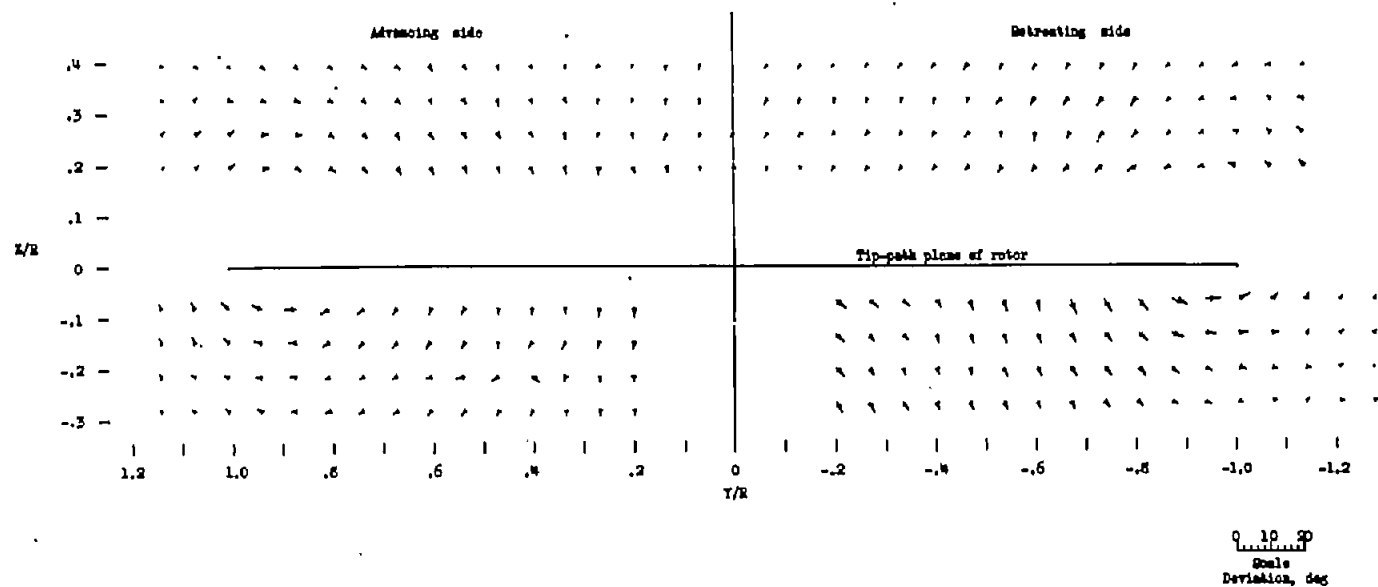 Advancing side
Retreating side
.4
.3
.2
.1
Z/R
0
Tip-path plane of rotor
-.1
-.2
-.3
1.2 1.0 .8 .6 .4 .2 0 -.2 -.4 -.6 -.8 -1.0 -1.2
Y/R
0 10 20
Scale
Deviation, deg